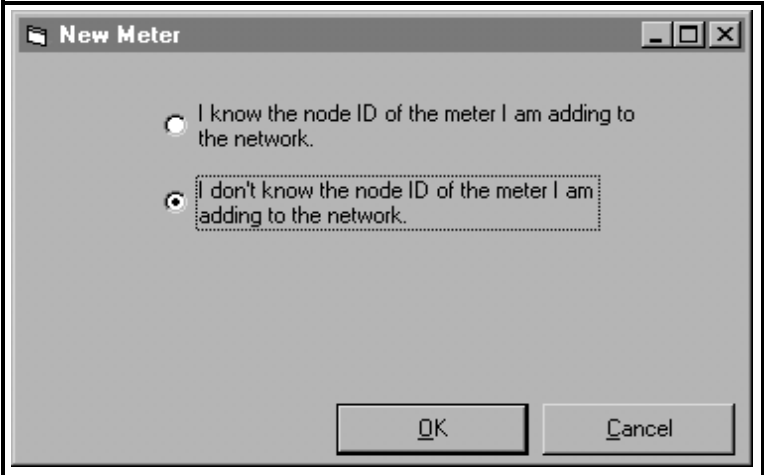 New Meter
I know the node ID of the meter I am adding to
the network.
I don't know the node ID of the meter I am
adding to the network.
OK
Cancel